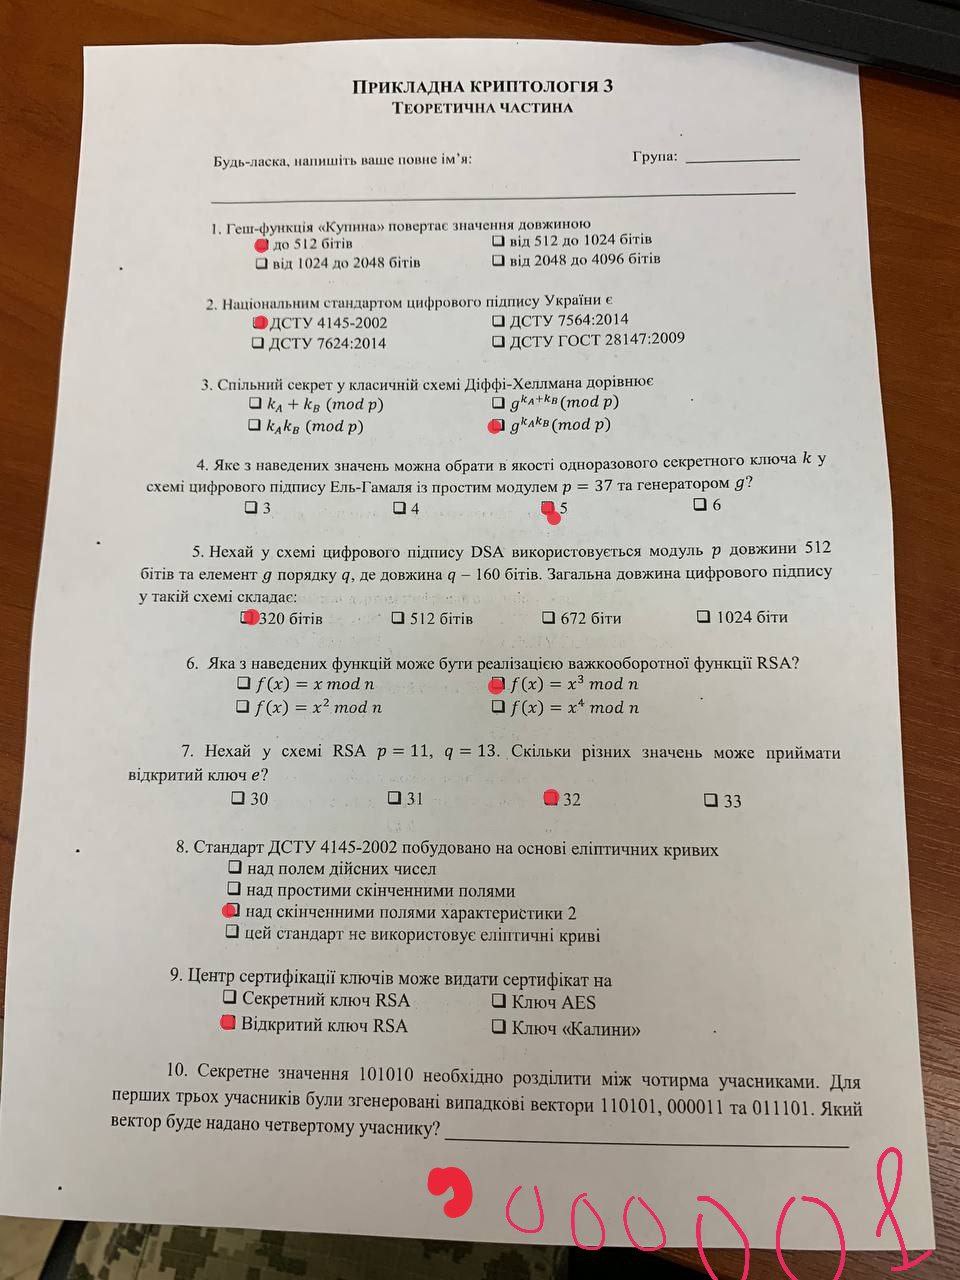 ПРИКЛАДНА КРИПТОЛОГІЯ 3
ТЕОРЕТИЧНА ЧАСТИНА
Будь-ласка, напишіть ваше повне ім'я: Група: ____________
1. Геш-функція «Купина» повертає значення довжиною
❑ до 512 бітів ❑ від 512 до 1024 бітів
❑ від 1024 до 2048 бітів ❑ від 2048 до 4096 бітів
2. Національним стандартом цифрового підпису України є
❑ ДСТУ 4145-2002 ❑ ДСТУ 7564:2014
❑ ДСТУ 7624:2014 ❑ ДСТУ ГОСТ 28147:2009
3. Спільний секрет у класичній схемі Діффі-Хеллмана дорівнює
❑ k_A + k_B (mod p) ❑ g^{k_A+k_B}(mod p)
❑ k_A k_B (mod p) ❑ g^{k_A k_B}(mod p)
4. Яке з наведених значень можна обрати в якості одноразового секретного ключа k у
схемі цифрового підпису Ель-Гамаля із простим модулем p = 37 та генератором g?
❑ 3 ❑ 4 ❑ 5 ❑ 6
5. Нехай у схемі цифрового підпису DSA використовується модуль p довжини 512
бітів та елемент g порядку q, де довжина q – 160 бітів. Загальна довжина цифрового підпису
у такій схемі складає:
❑ 320 бітів ❑ 512 бітів ❑ 672 біти ❑ 1024 біти
6. Яка з наведених функцій може бути реалізацією важкооборотної функції RSA?
❑ f(x) = x mod n ❑ f(x) = x³ mod n
❑ f(x) = x² mod n ❑ f(x) = x⁴ mod n
7. Нехай у схемі RSA p = 11, q = 13. Скільки різних значень може приймати
відкритий ключ e?
❑ 30 ❑ 31 ❑ 32 ❑ 33
8. Стандарт ДСТУ 4145-2002 побудовано на основі еліптичних кривих
❑ над полем дійсних чисел
❑ над простими скінченними полями
❑ над скінченними полями характеристики 2
❑ цей стандарт не використовує еліптичні криві
9. Центр сертифікації ключів може видати сертифікат на
❑ Секретний ключ RSA ❑ Ключ AES
❑ Відкритий ключ RSA ❑ Ключ «Калини»
10. Секретне значення 101010 необхідно розділити між чотирма учасниками. Для
перших трьох учасників були згенеровані випадкові вектори 110101, 000011 та 011101. Який
вектор буде надано четвертому учаснику? ____________
000001